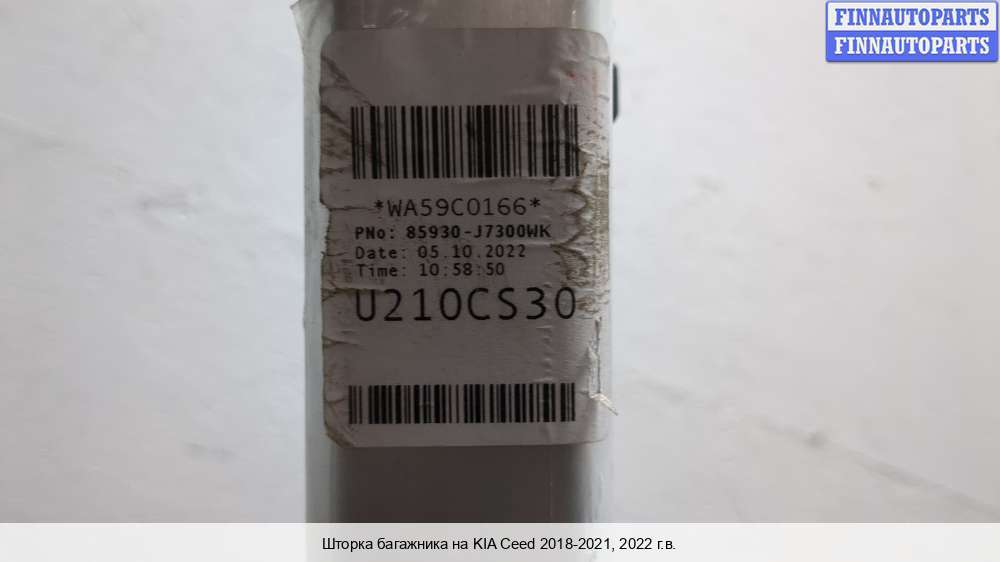 FINNAUTOPARTS
FINNAUTOPARTS
*WA59C0166*
PNo: 85930-J7300WK
Date: 05.10.2022
Time: 10:58:50
U210CS30
Шторка багажника на KIA Ceed 2018-2021, 2022 г.в.